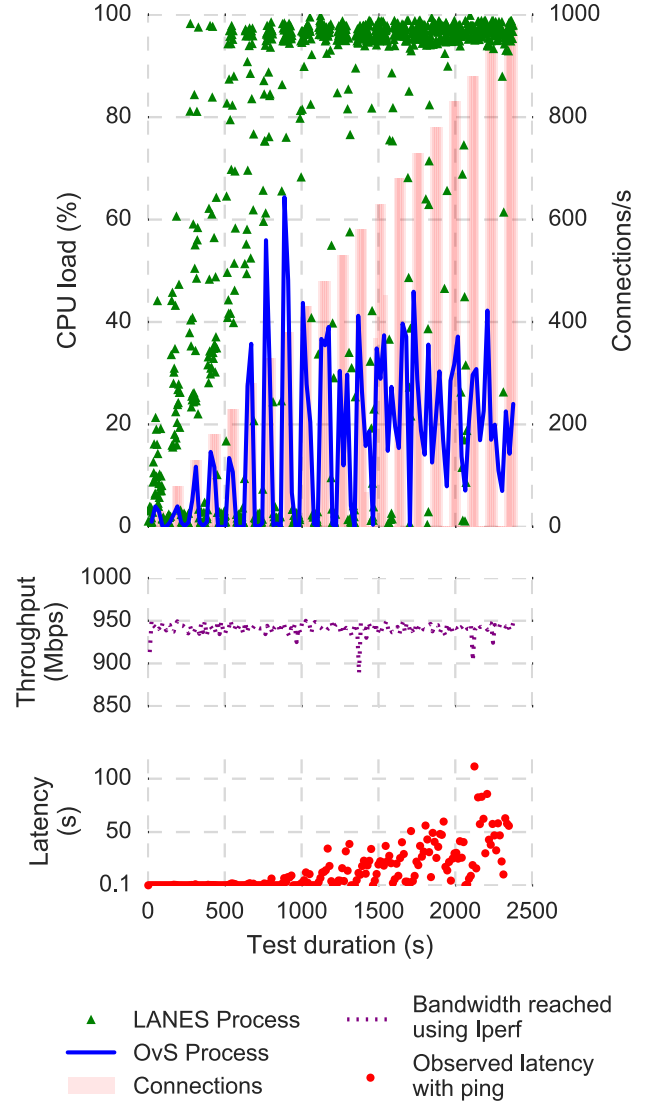 100
80
60
40
20
0
CPU load (%)
1000
800
600
400
200
0
Connections/s
1000
950
900
850
Throughput
(Mbps)
100
50
0.1
Latency
(s)
0 500 1000 1500 2000 2500
Test duration (s)
LANES Process
OvS Process
Connections
Bandwidth reached
using Iperf
Observed latency
with ping